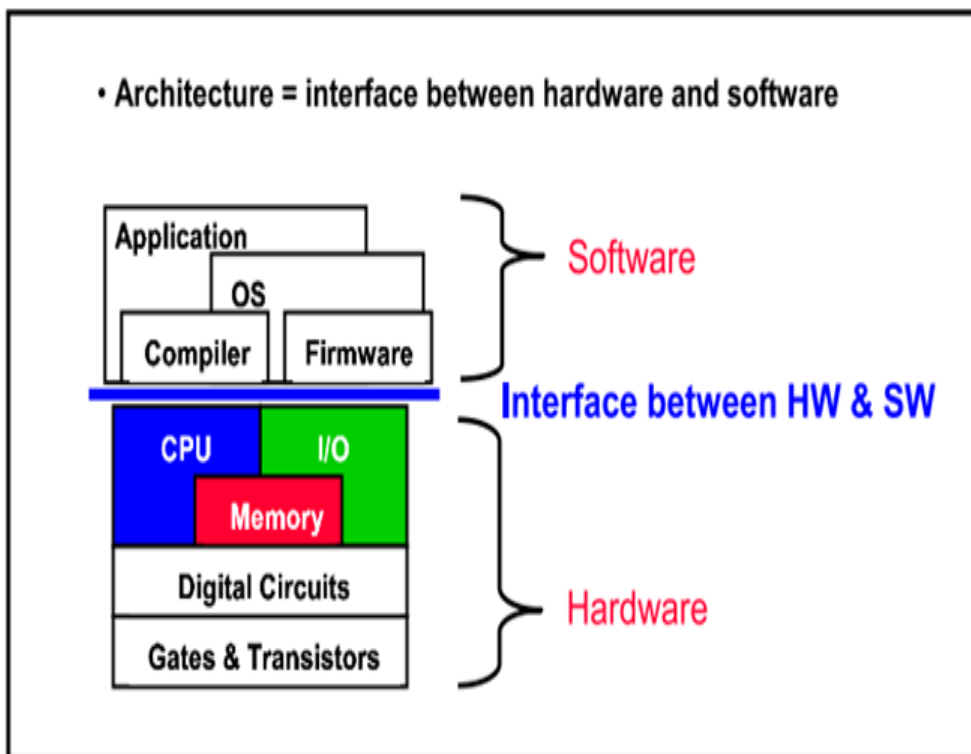 • Architecture = interface between hardware and software
Application
OS
Compiler
Firmware
Software
Interface between HW & SW
CPU
I/O
Memory
Digital Circuits
Gates & Transistors
Hardware